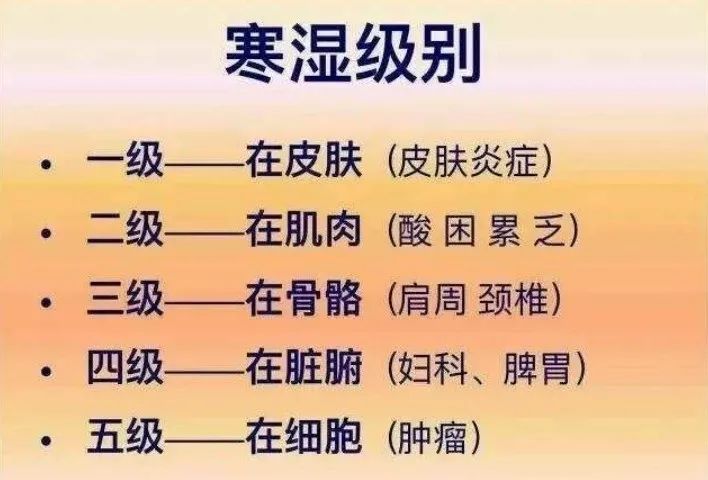 寒湿级别
• 一级——在皮肤（皮肤炎症）
• 二级——在肌肉（酸 困 累 乏）
• 三级——在骨骼（肩周 颈椎）
• 四级——在脏腑（妇科、脾胃）
• 五级——在细胞（肿瘤）